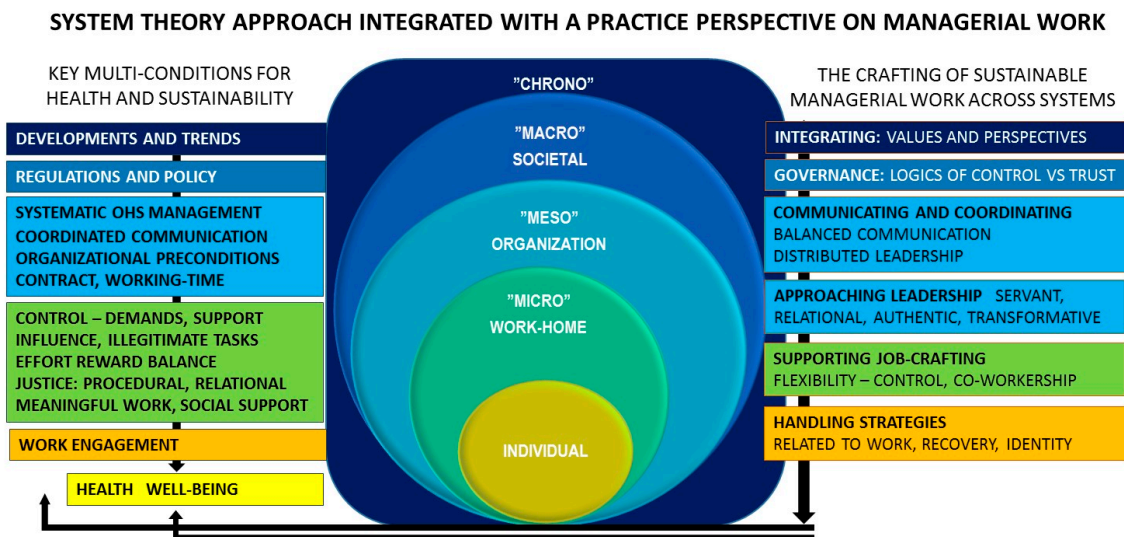 SYSTEM THEORY APPROACH INTEGRATED WITH A PRACTICE PERSPECTIVE ON MANAGERIAL WORK
KEY MULTI-CONDITIONS FOR
HEALTH AND SUSTAINABILITY
DEVELOPMENTS AND TRENDS
REGULATIONS AND POLICY
SYSTEMATIC OHS MANAGEMENT
COORDINATED COMMUNICATION
ORGANIZATIONAL PRECONDITIONS
CONTRACT, WORKING-TIME
CONTROL – DEMANDS, SUPPORT
INFLUENCE, ILLEGITIMATE TASKS
EFFORT REWARD BALANCE
JUSTICE: PROCEDURAL, RELATIONAL
MEANINGFUL WORK, SOCIAL SUPPORT
WORK ENGAGEMENT
HEALTH WELL-BEING
”CHRONO”
”MACRO”
SOCIETAL
”MESO”
ORGANIZATION
”MICRO”
WORK-HOME
INDIVIDUAL
THE CRAFTING OF SUSTAINABLE
MANAGERIAL WORK ACROSS SYSTEMS
INTEGRATING: VALUES AND PERSPECTIVES
GOVERNANCE: LOGICS OF CONTROL VS TRUST
COMMUNICATING AND COORDINATING
BALANCED COMMUNICATION
DISTRIBUTED LEADERSHIP
APPROACHING LEADERSHIP SERVANT,
RELATIONAL, AUTHENTIC, TRANSFORMATIVE
SUPPORTING JOB-CRAFTING
FLEXIBILITY – CONTROL, CO-WORKERSHIP
HANDLING STRATEGIES
RELATED TO WORK, RECOVERY, IDENTITY